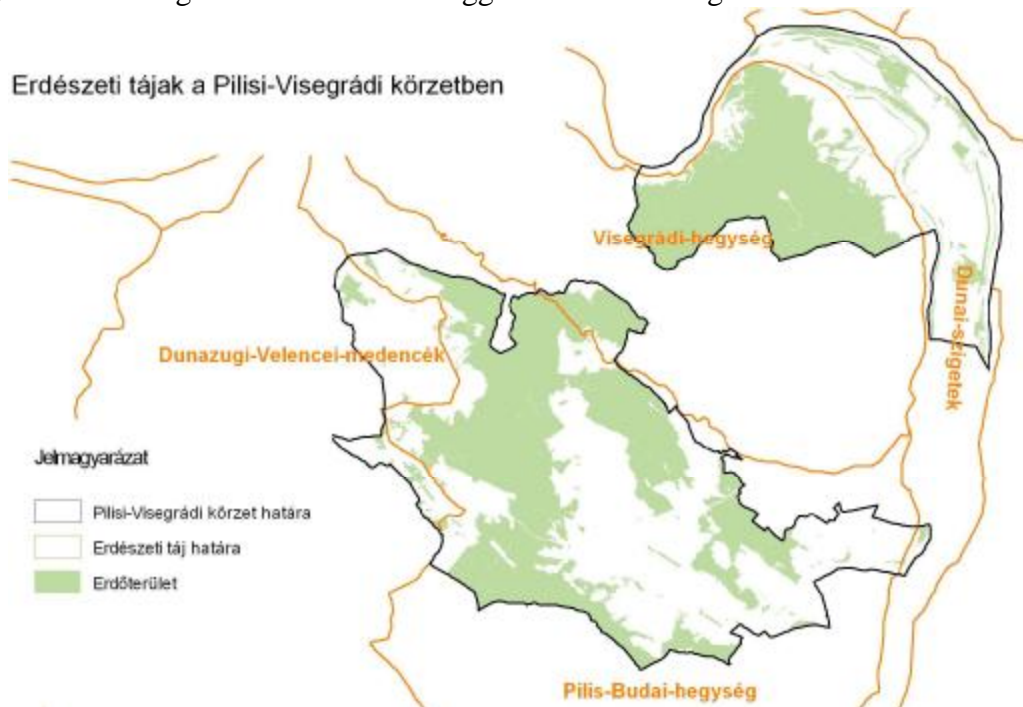 Erdészeti tájak a Pilisi-Visegrádi körzetben
Visegrádi-hegység
Dunai-szigetek
Dunazugi-Velencei-medencék
Jelmagyarázat
Pilisi-Visegrádi körzet határa
Erdészeti táj határa
Erdőterület
Pilis-Budai-hegység